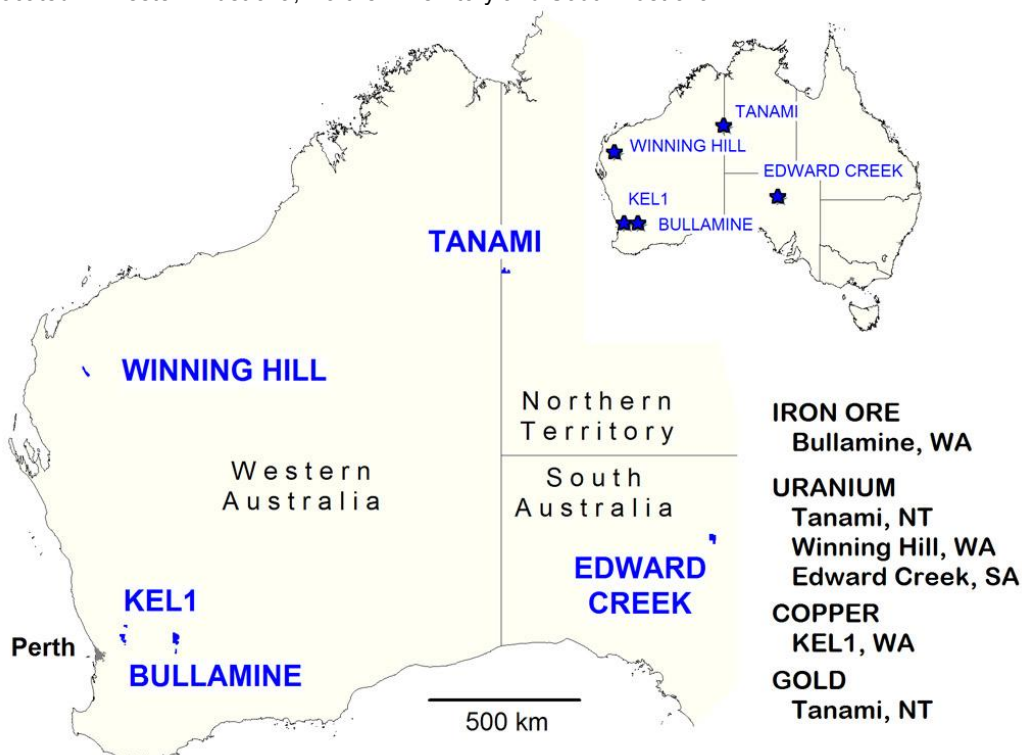 TANAMI
WINNING HILL
EDWARD CREEK
KEL1
BULLAMINE
TANAMI
WINNING HILL
Northern
Territory
Western
Australia
South
Australia
EDWARD
CREEK
KEL1
Perth
BULLAMINE
500 km
IRON ORE
Bullamine, WA
URANIUM
Tanami, NT
Winning Hill, WA
Edward Creek, SA
COPPER
KEL1, WA
GOLD
Tanami, NT